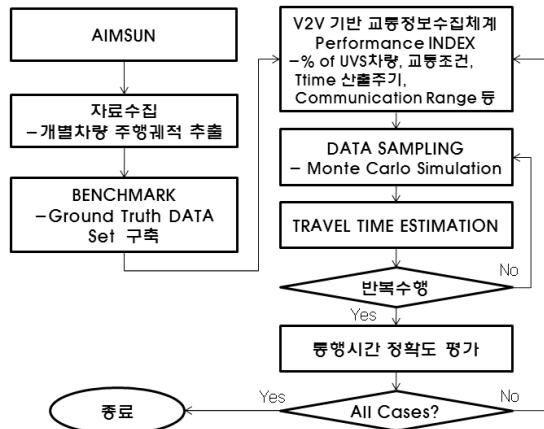 AIMSUN
자료수집
–개별차량 주행궤적 추출
BENCHMARK
–Ground Truth DATA
Set 구축
V2V 기반 교통정보수집체계
Performance INDEX
–% of UVS차량, 교통조건,
Ttime 산출주기,
Communication Range 등
DATA SAMPLING
– Monte Carlo Simulation
TRAVEL TIME ESTIMATION
반복수행
No
Yes
통행시간 정확도 평가
All Cases?
Yes
No
종료